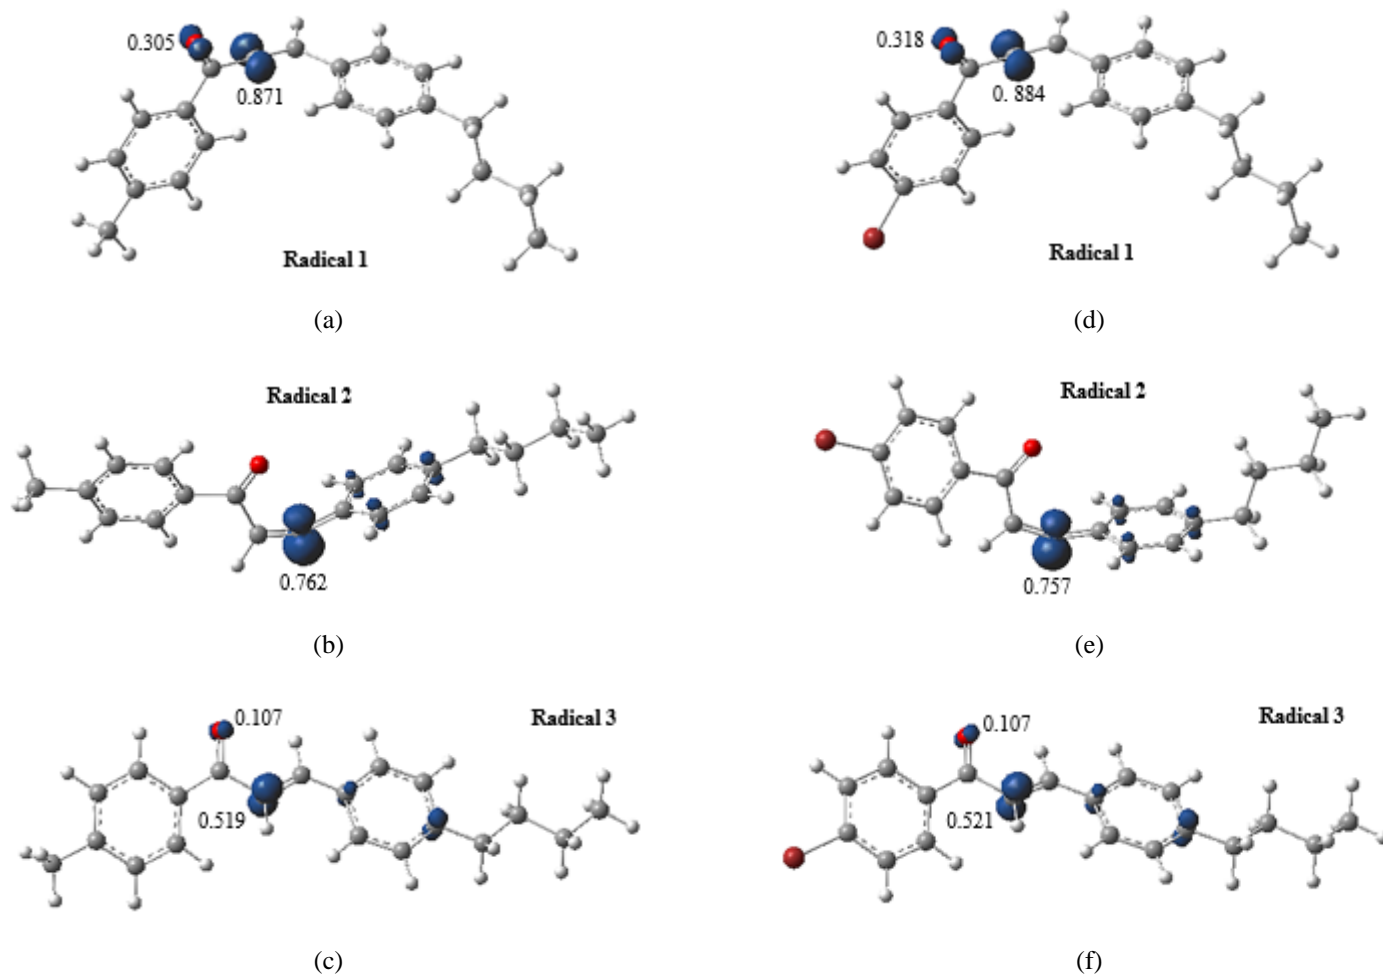 0.305
0.871
Radical 1
(a)
0.318
0. 884
Radical 1
(d)
Radical 2
0.762
(b)
Radical 2
0.757
(e)
0.107
Radical 3
0.519
(c)
0.107
Radical 3
0.521
(f)